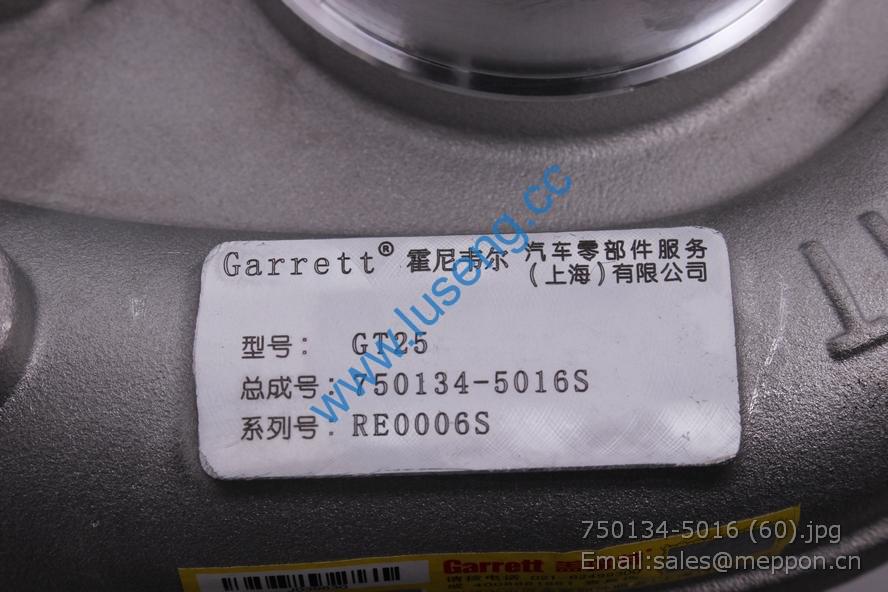 Garrett® 霍尼韦尔 汽车零部件服务
(上海)有限公司
型号: GT25
总成号: 750134-5016S
系列号: RE0006S
www.luseng.cc
750134-5016 (60).jpg
Email:sales@meppon.cn
Garrett